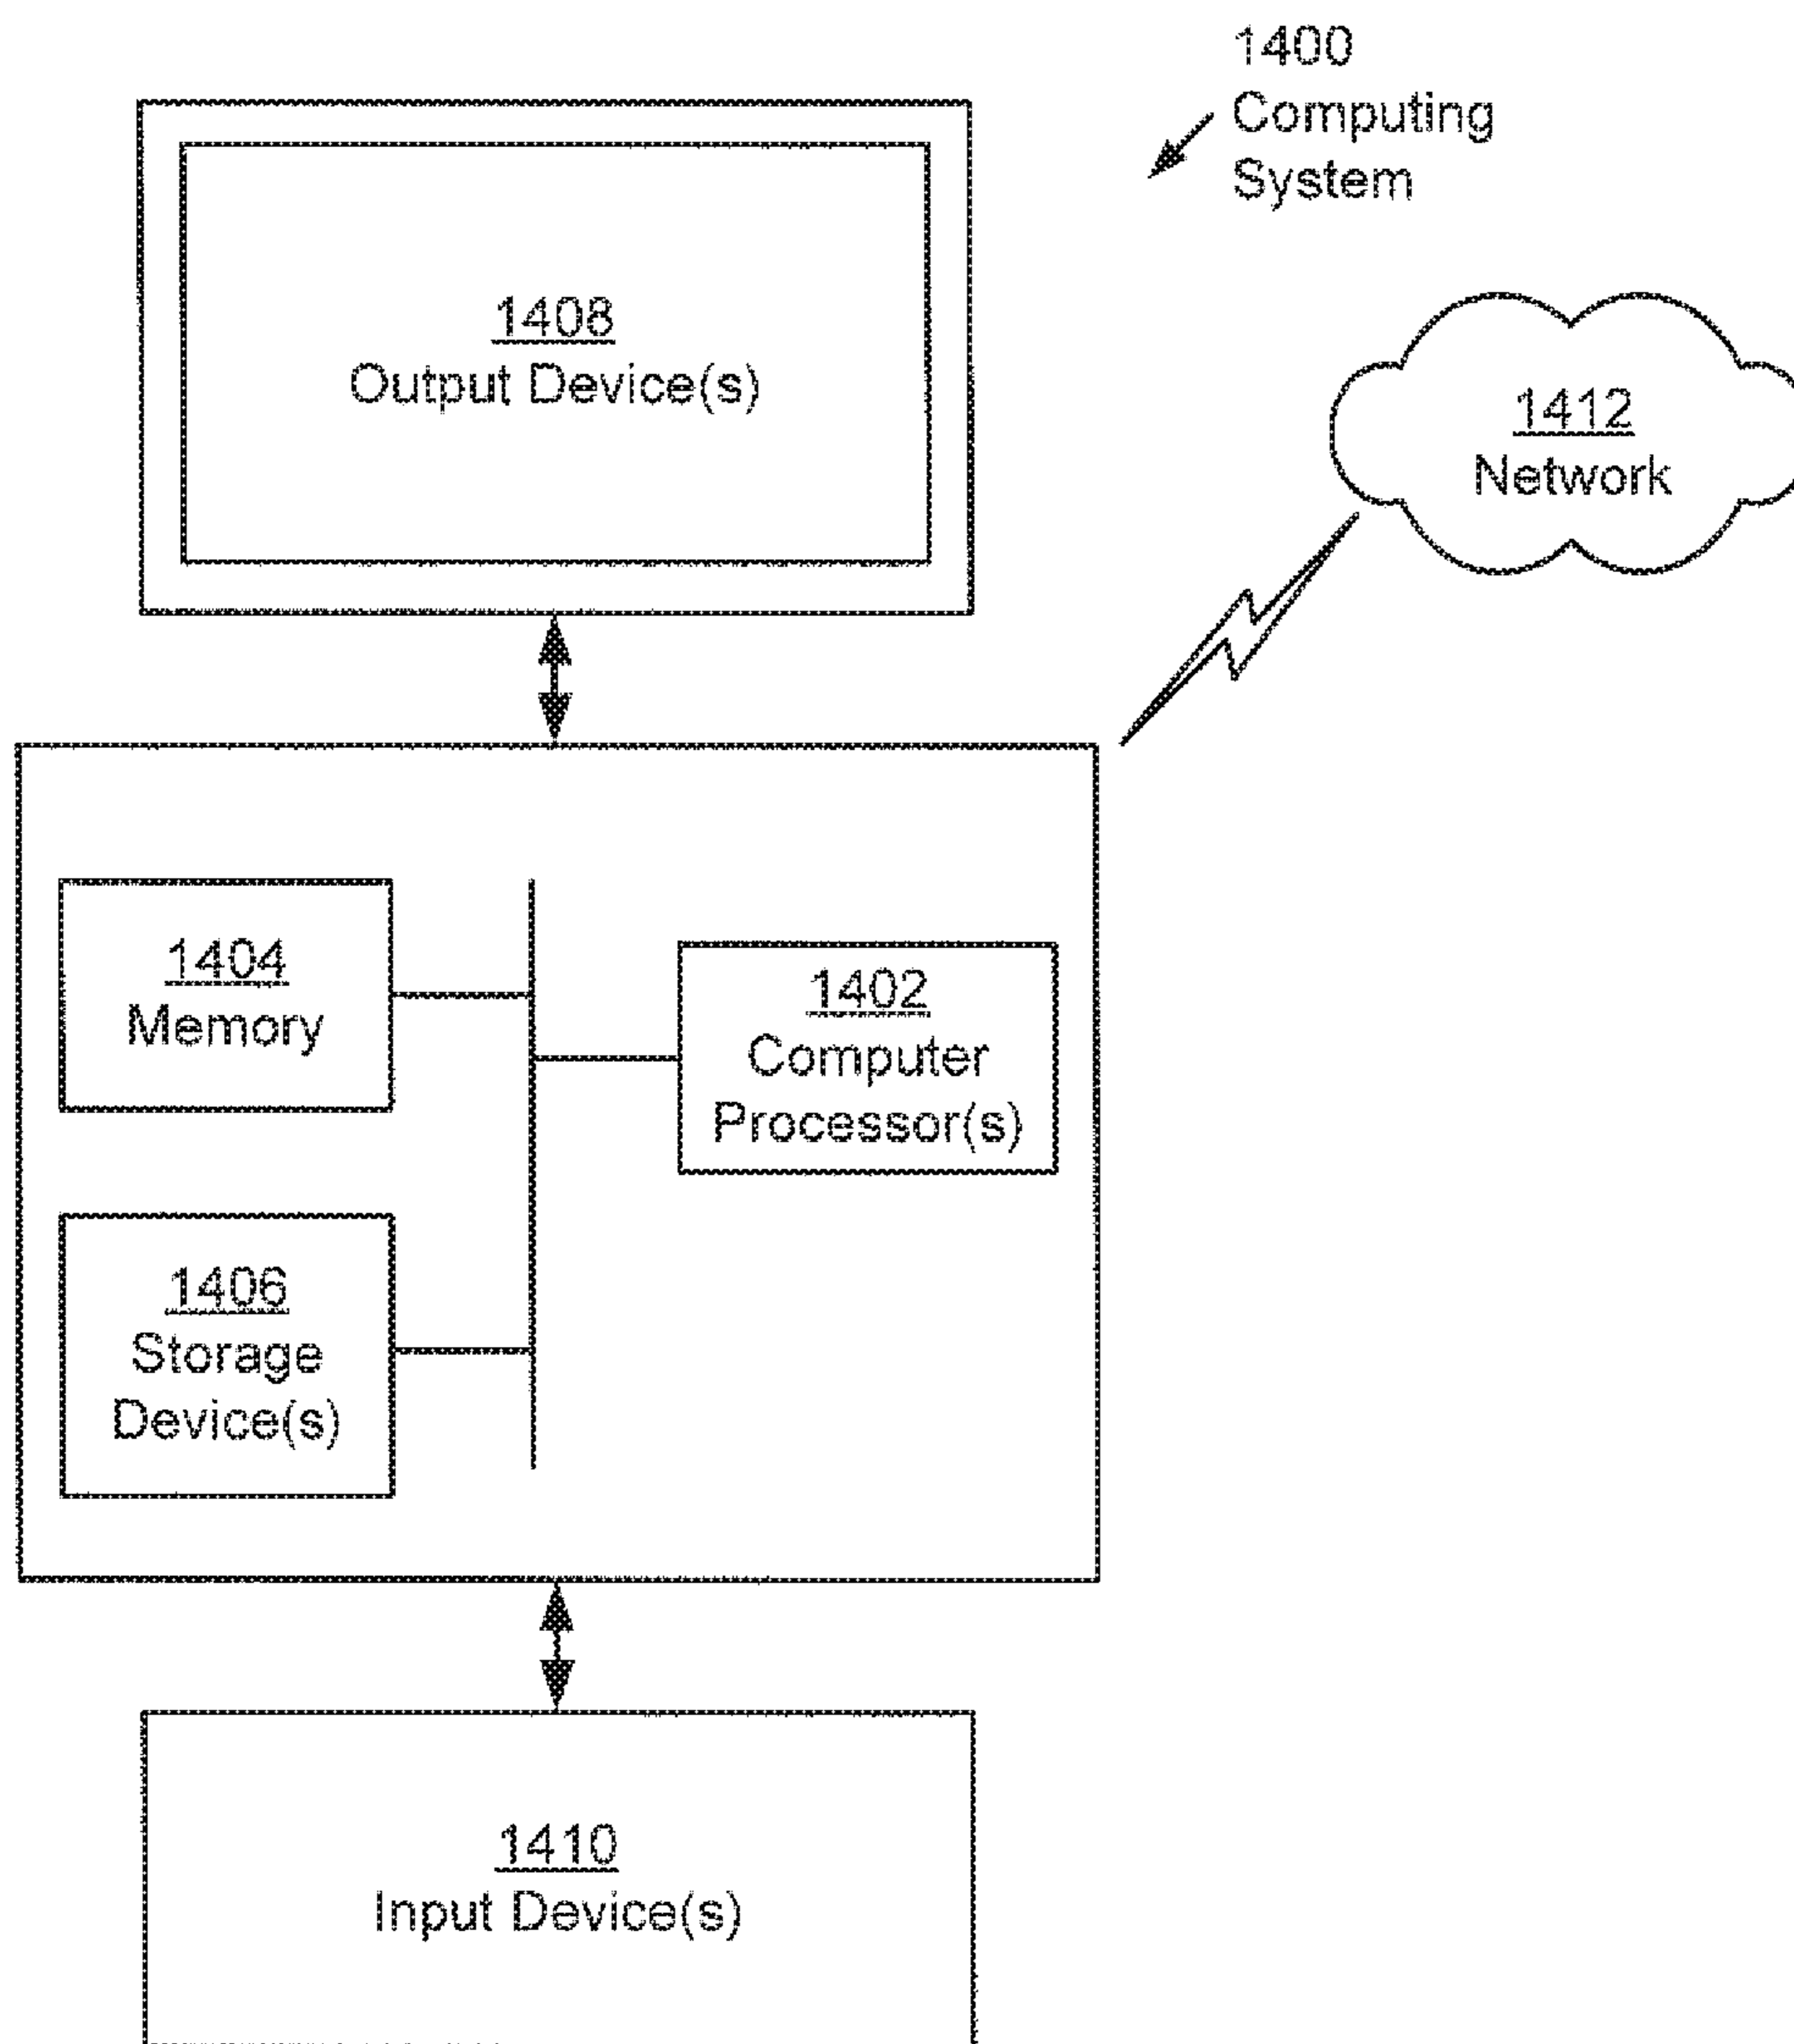 1400
Computing
System
1408
Output Device(s)
1412
Network
1404
Memory
1402
Computer
Processor(s)
1406
Storage
Device(s)
1410
Input Device(s)